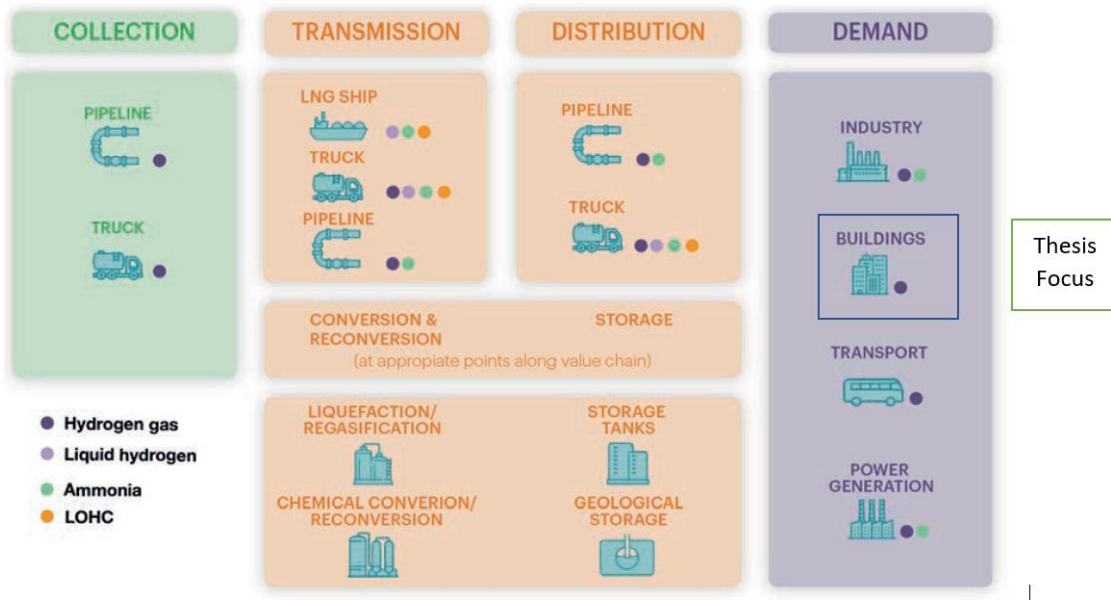 COLLECTION
TRANSMISSION
DISTRIBUTION
DEMAND
PIPELINE
TRUCK
LNG SHIP
TRUCK
PIPELINE
PIPELINE
TRUCK
INDUSTRY
BUILDINGS
TRANSPORT
POWER
GENERATION
Thesis
Focus
CONVERSION &
RECONVERSION
STORAGE
(at appropiate points along value chain)
LIQUEFACTION/
REGASIFICATION
STORAGE
TANKS
CHEMICAL CONVERION/
RECONVERSION
GEOLOGICAL
STORAGE
Hydrogen gas
Liquid hydrogen
Ammonia
LOHC